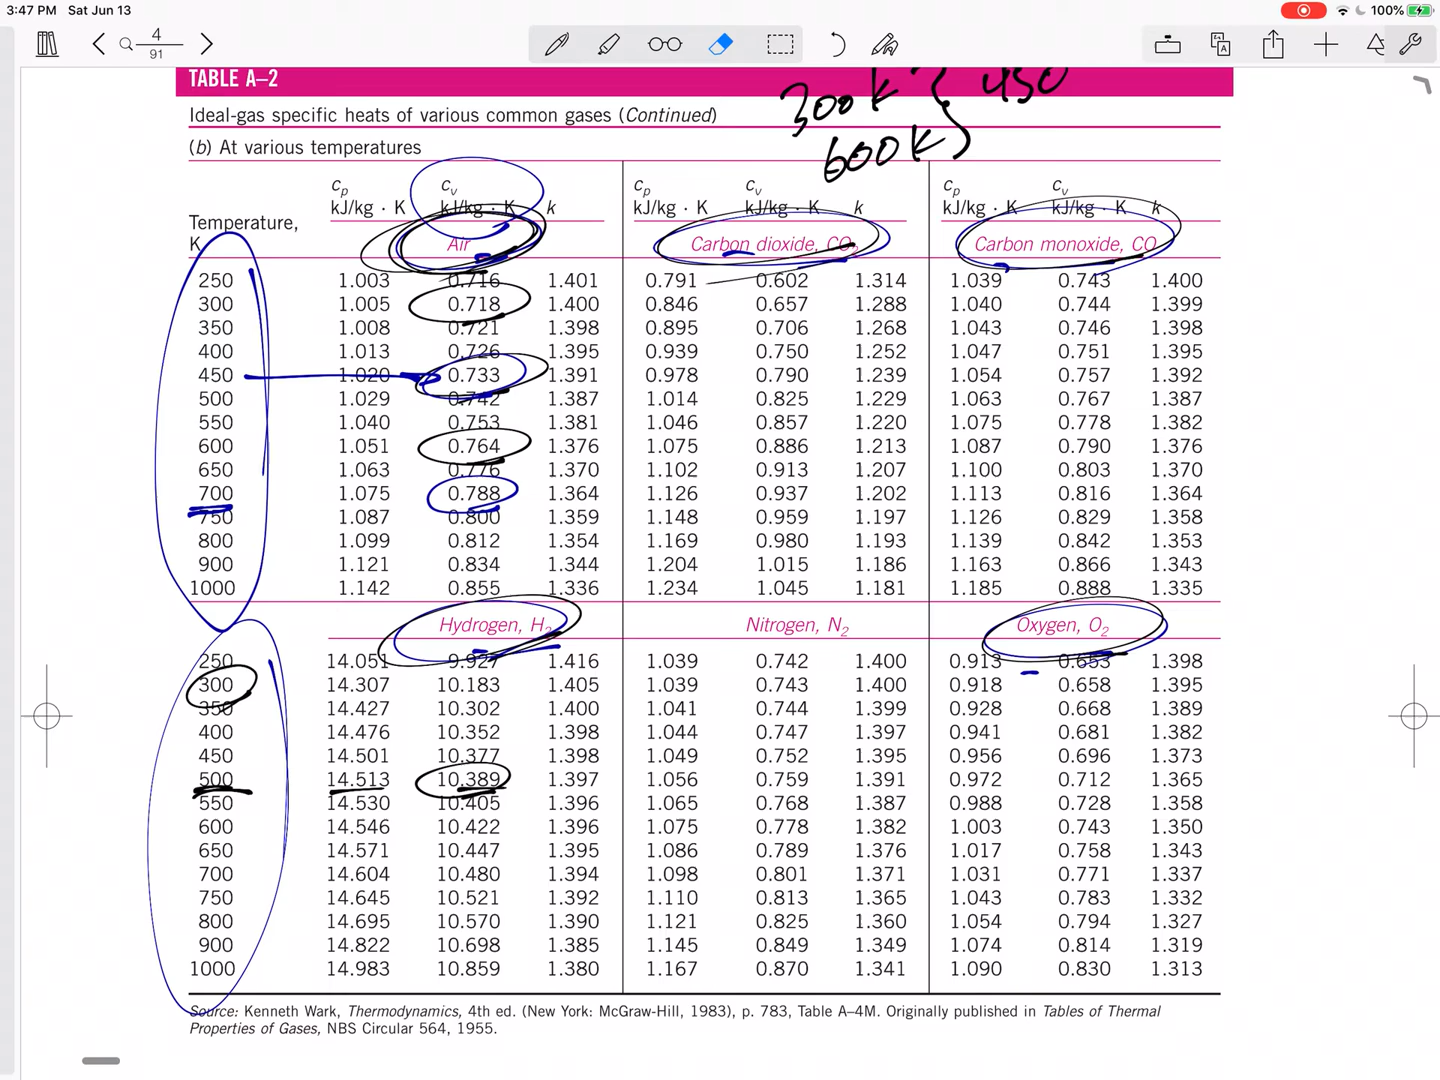 3:47 PM Sat Jun 13
100%
4
91
TABLE A–2
300 K } 450
600 K
Ideal-gas specific heats of various common gases (Continued)
(b) At various temperatures
Temperature, K
cp kJ/kg · K cv kJ/kg · K k cp kJ/kg · K cv kJ/kg · K k cp kJ/kg · K cv kJ/kg · K k
Air Carbon dioxide, CO2 Carbon monoxide, CO
250 1.003 0.716 1.401 0.791 0.602 1.314 1.039 0.743 1.400
300 1.005 0.718 1.400 0.846 0.657 1.288 1.040 0.744 1.399
350 1.008 0.721 1.398 0.895 0.706 1.268 1.043 0.746 1.398
400 1.013 0.726 1.395 0.939 0.750 1.252 1.047 0.751 1.395
450 1.020 0.733 1.391 0.978 0.790 1.239 1.054 0.757 1.392
500 1.029 0.742 1.387 1.014 0.825 1.229 1.063 0.767 1.387
550 1.040 0.753 1.381 1.046 0.857 1.220 1.075 0.778 1.382
600 1.051 0.764 1.376 1.075 0.886 1.213 1.087 0.790 1.376
650 1.063 0.776 1.370 1.102 0.913 1.207 1.100 0.803 1.370
700 1.075 0.788 1.364 1.126 0.937 1.202 1.113 0.816 1.364
750 1.087 0.800 1.359 1.148 0.959 1.197 1.126 0.829 1.358
800 1.099 0.812 1.354 1.169 0.980 1.193 1.139 0.842 1.353
900 1.121 0.834 1.344 1.204 1.015 1.186 1.163 0.866 1.343
1000 1.142 0.855 1.336 1.234 1.045 1.181 1.185 0.888 1.335
Hydrogen, H2 Nitrogen, N2 Oxygen, O2
250 14.051 9.927 1.416 1.039 0.742 1.400 0.913 0.653 1.398
300 14.307 10.183 1.405 1.039 0.743 1.400 0.918 0.658 1.395
350 14.427 10.302 1.400 1.041 0.744 1.399 0.928 0.668 1.389
400 14.476 10.352 1.398 1.044 0.747 1.397 0.941 0.681 1.382
450 14.501 10.377 1.398 1.049 0.752 1.395 0.956 0.696 1.373
500 14.513 10.389 1.397 1.056 0.759 1.391 0.972 0.712 1.365
550 14.530 10.405 1.396 1.065 0.768 1.387 0.988 0.728 1.358
600 14.546 10.422 1.396 1.075 0.778 1.382 1.003 0.743 1.350
650 14.571 10.447 1.395 1.086 0.789 1.376 1.017 0.758 1.343
700 14.604 10.480 1.394 1.098 0.801 1.371 1.031 0.771 1.337
750 14.645 10.521 1.392 1.110 0.813 1.365 1.043 0.783 1.332
800 14.695 10.570 1.390 1.121 0.825 1.360 1.054 0.794 1.327
900 14.822 10.698 1.385 1.145 0.849 1.349 1.074 0.814 1.319
1000 14.983 10.859 1.380 1.167 0.870 1.341 1.090 0.830 1.313
Source: Kenneth Wark, Thermodynamics, 4th ed. (New York: McGraw-Hill, 1983), p. 783, Table A–4M. Originally published in Tables of Thermal
Properties of Gases, NBS Circular 564, 1955.